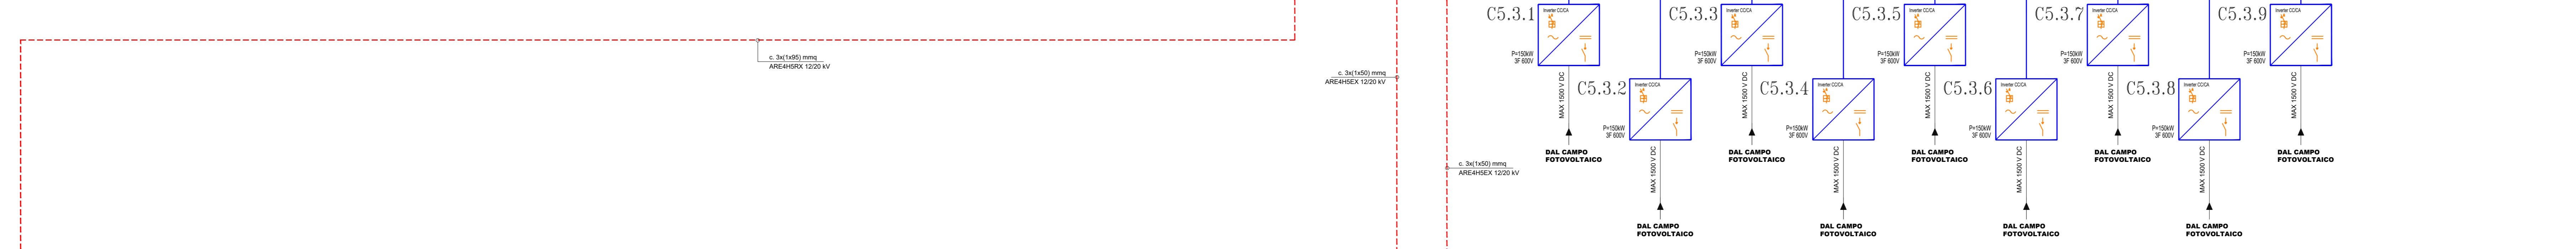 c. 3x(1x95) mmq
ARE4H5RX 12/20 kV
c. 3x(1x50) mmq
ARE4H5EX 12/20 kV
c. 3x(1x50) mmq
ARE4H5EX 12/20 kV
C5.3.1
Inverter CC/CA
P=150kW
3F 600V
MAX 1500 V DC
DAL CAMPO
FOTOVOLTAICO
C5.3.2
Inverter CC/CA
P=150kW
3F 600V
MAX 1500 V DC
DAL CAMPO
FOTOVOLTAICO
C5.3.3
Inverter CC/CA
P=150kW
3F 600V
MAX 1500 V DC
DAL CAMPO
FOTOVOLTAICO
C5.3.4
Inverter CC/CA
P=150kW
3F 600V
MAX 1500 V DC
DAL CAMPO
FOTOVOLTAICO
C5.3.5
Inverter CC/CA
P=150kW
3F 600V
MAX 1500 V DC
DAL CAMPO
FOTOVOLTAICO
C5.3.6
Inverter CC/CA
P=150kW
3F 600V
MAX 1500 V DC
DAL CAMPO
FOTOVOLTAICO
C5.3.7
Inverter CC/CA
P=150kW
3F 600V
MAX 1500 V DC
DAL CAMPO
FOTOVOLTAICO
C5.3.8
Inverter CC/CA
P=150kW
3F 600V
MAX 1500 V DC
DAL CAMPO
FOTOVOLTAICO
C5.3.9
Inverter CC/CA
P=150kW
3F 600V
MAX 1500 V DC
DAL CAMPO
FOTOVOLTAICO